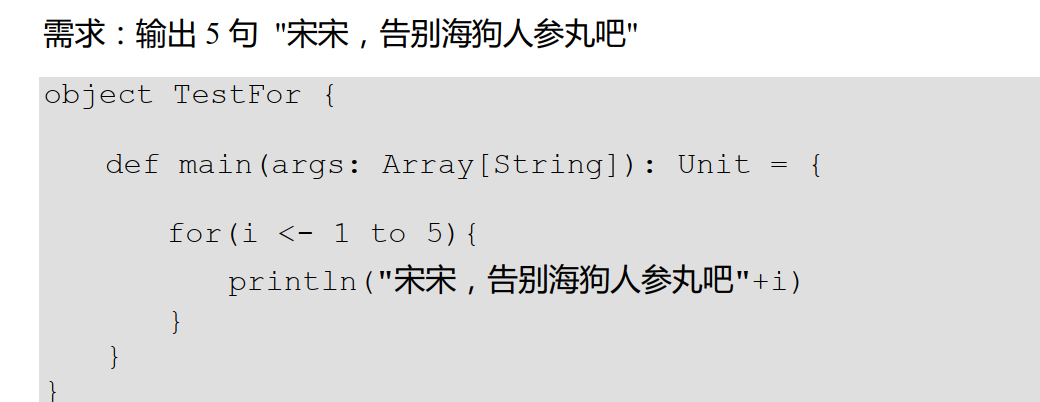 需求：输出 5 句 "宋宋，告别海狗人参丸吧"
object TestFor {
def main(args: Array[String]): Unit = {
for(i <- 1 to 5){
println("宋宋，告别海狗人参丸吧"+i)
}
}
}